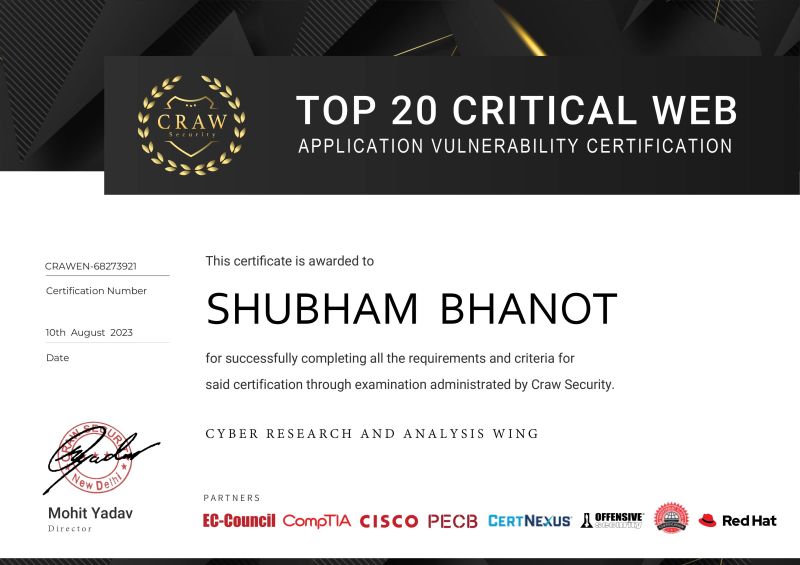 CRAW
Security
TOP 20 CRITICAL WEB
APPLICATION VULNERABILITY CERTIFICATION
CRAWEN-68273921
Certification Number
10th August 2023
Date
This certificate is awarded to
SHUBHAM BHANOT
for successfully completing all the requirements and criteria for
said certification through examination administrated by Craw Security.
CYBER RESEARCH AND ANALYSIS WING
CRAW SECURITY
New Delhi
Mohit Yadav
Director
PARTNERS
EC-Council CompTIA CISCO PECB CERTNEXUS OFFENSIVE security Red Hat